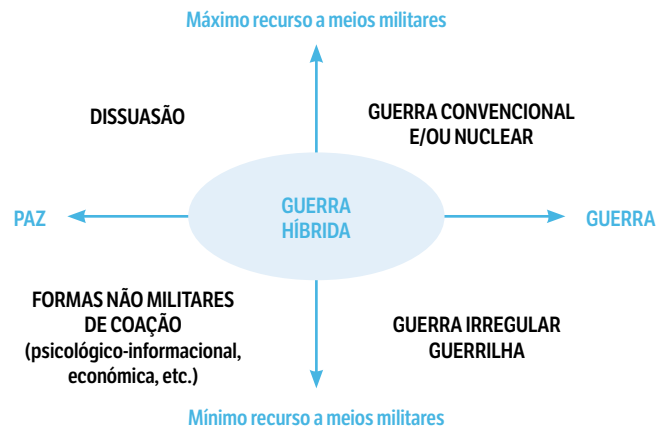 Máximo recurso a meios militares
DISSUASÃO
GUERRA CONVENCIONAL
E/OU NUCLEAR
PAZ
GUERRA
HÍBRIDA
GUERRA
FORMAS NÃO MILITARES
DE COAÇÃO
(psicológico-informacional,
económica, etc.)
GUERRA IRREGULAR
GUERRILHA
Mínimo recurso a meios militares